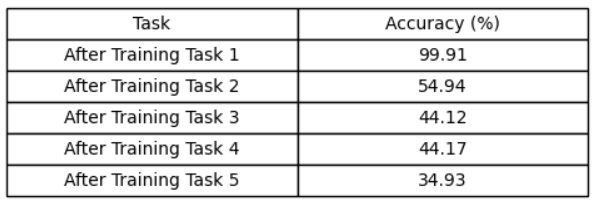 Task Accuracy (%)
After Training Task 1 99.91
After Training Task 2 54.94
After Training Task 3 44.12
After Training Task 4 44.17
After Training Task 5 34.93